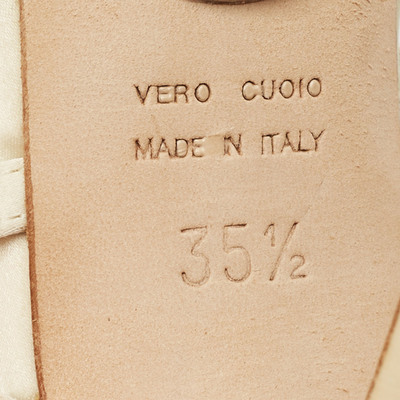 VERO CUOIO
MADE IN ITALY
35½